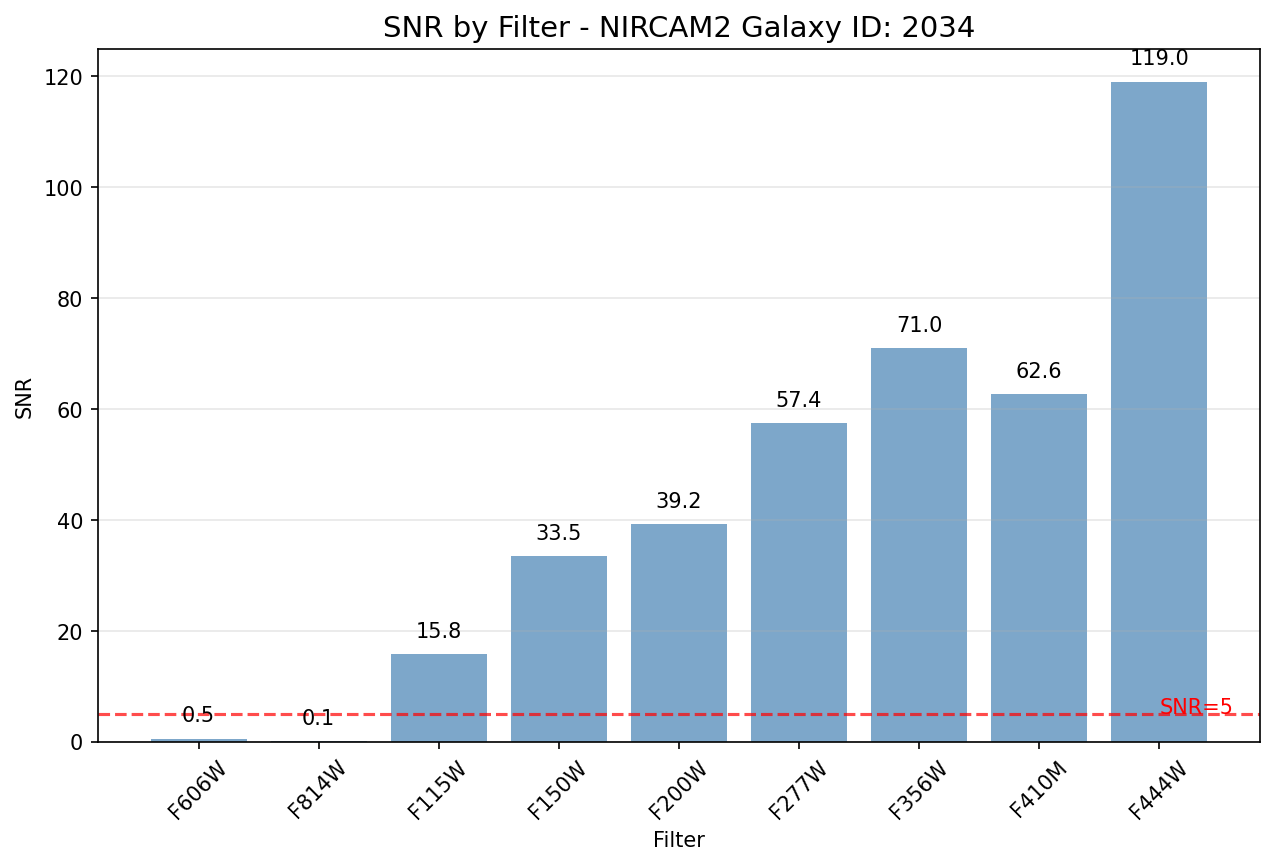 SNR by Filter - NIRCAM2 Galaxy ID: 2034
SNR
120
100
80
60
40
20
0
0.5
0.1
15.8
33.5
39.2
57.4
71.0
62.6
119.0
SNR=5
F606W
F814W
F115W
F150W
F200W
F277W
F356W
F410M
F444W
Filter